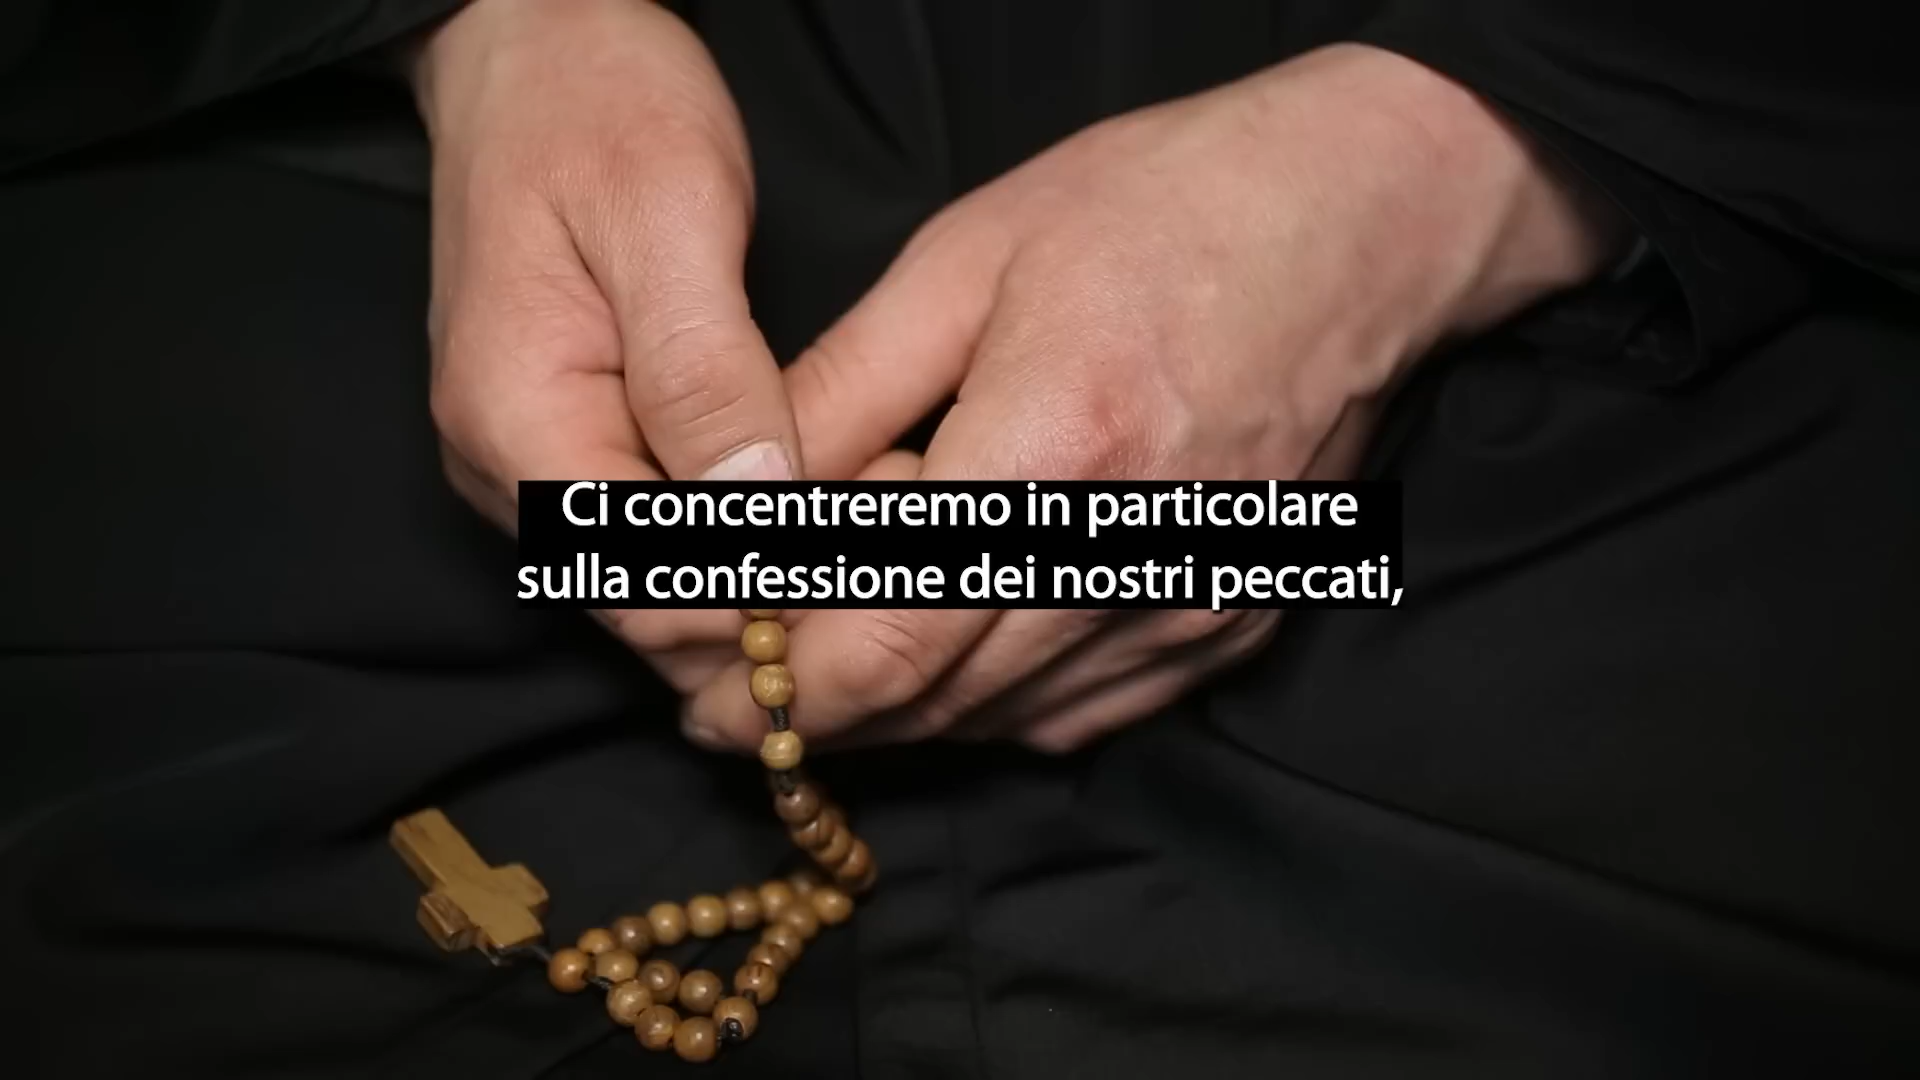 Ci concentreremo in particolare
sulla confessione dei nostri peccati,